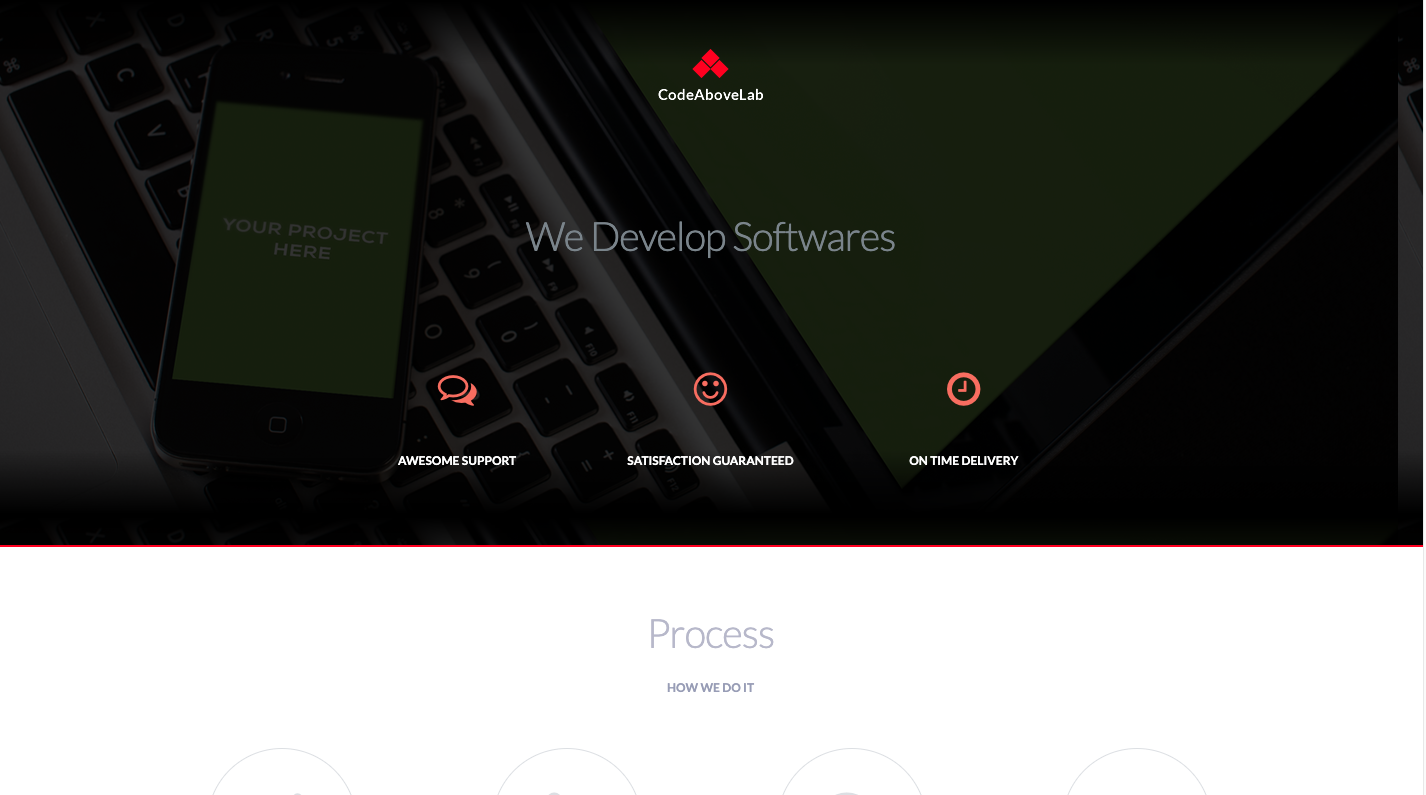 CodeAboveLab
YOUR PROJECT
HERE
We Develop Softwares
AWESOME SUPPORT
SATISFACTION GUARANTEED
ON TIME DELIVERY
Process
HOW WE DO IT